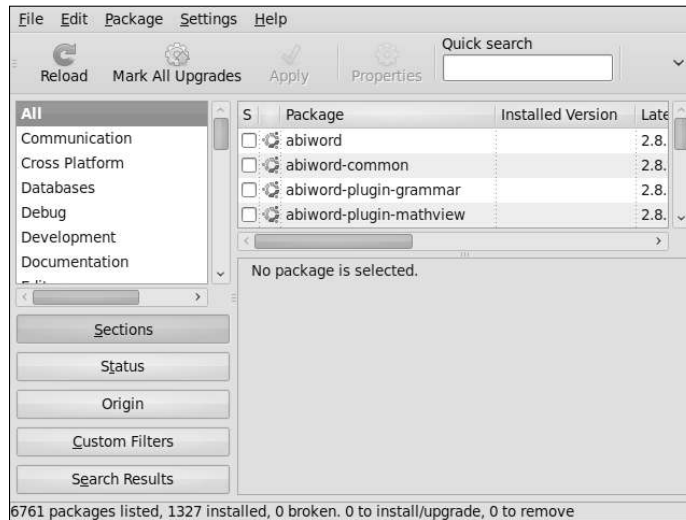 File Edit Package Settings Help
Reload Mark All Upgrades Apply Properties Quick search
All
Communication
Cross Platform
Databases
Debug
Development
Documentation
S Package Installed Version Late
abiword 2.8.
abiword-common 2.8.
abiword-plugin-grammar 2.8.
abiword-plugin-mathview 2.8.
No package is selected.
Sections
Status
Origin
Custom Filters
Search Results
6761 packages listed, 1327 installed, 0 broken. 0 to install/upgrade, 0 to remove